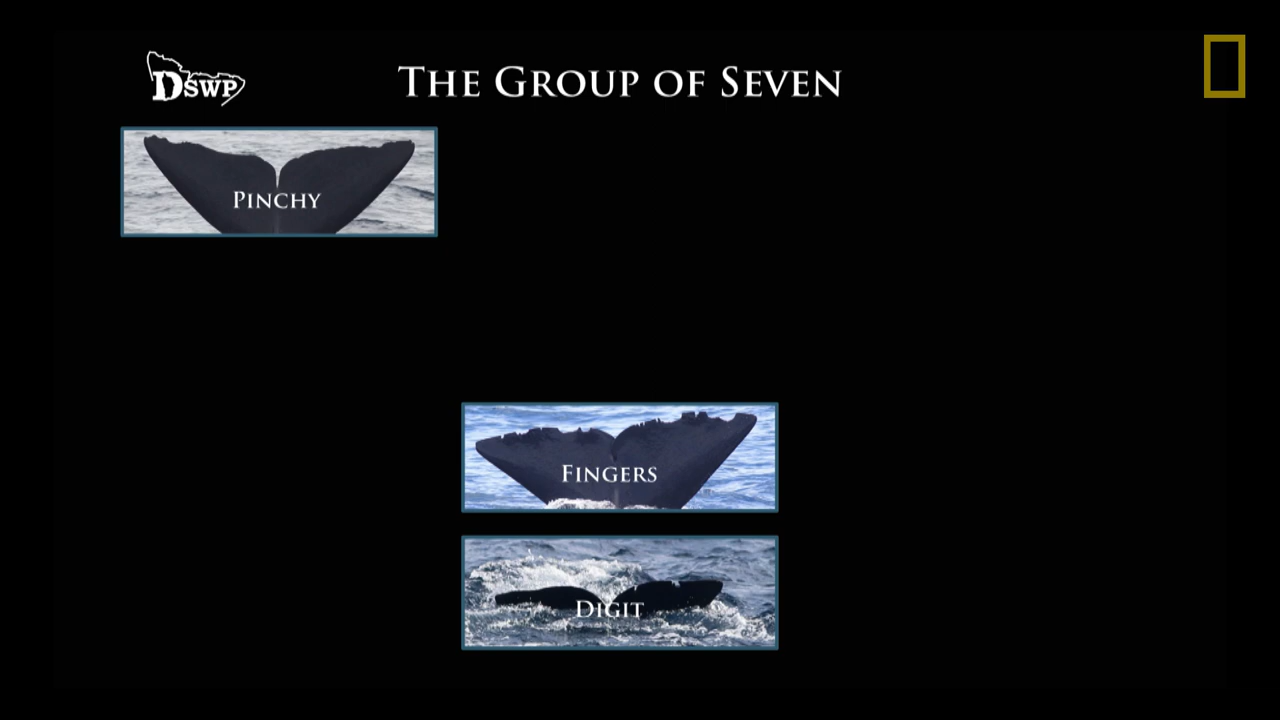 DSWP
THE GROUP OF SEVEN
PINCHY
FINGERS
DIGIT